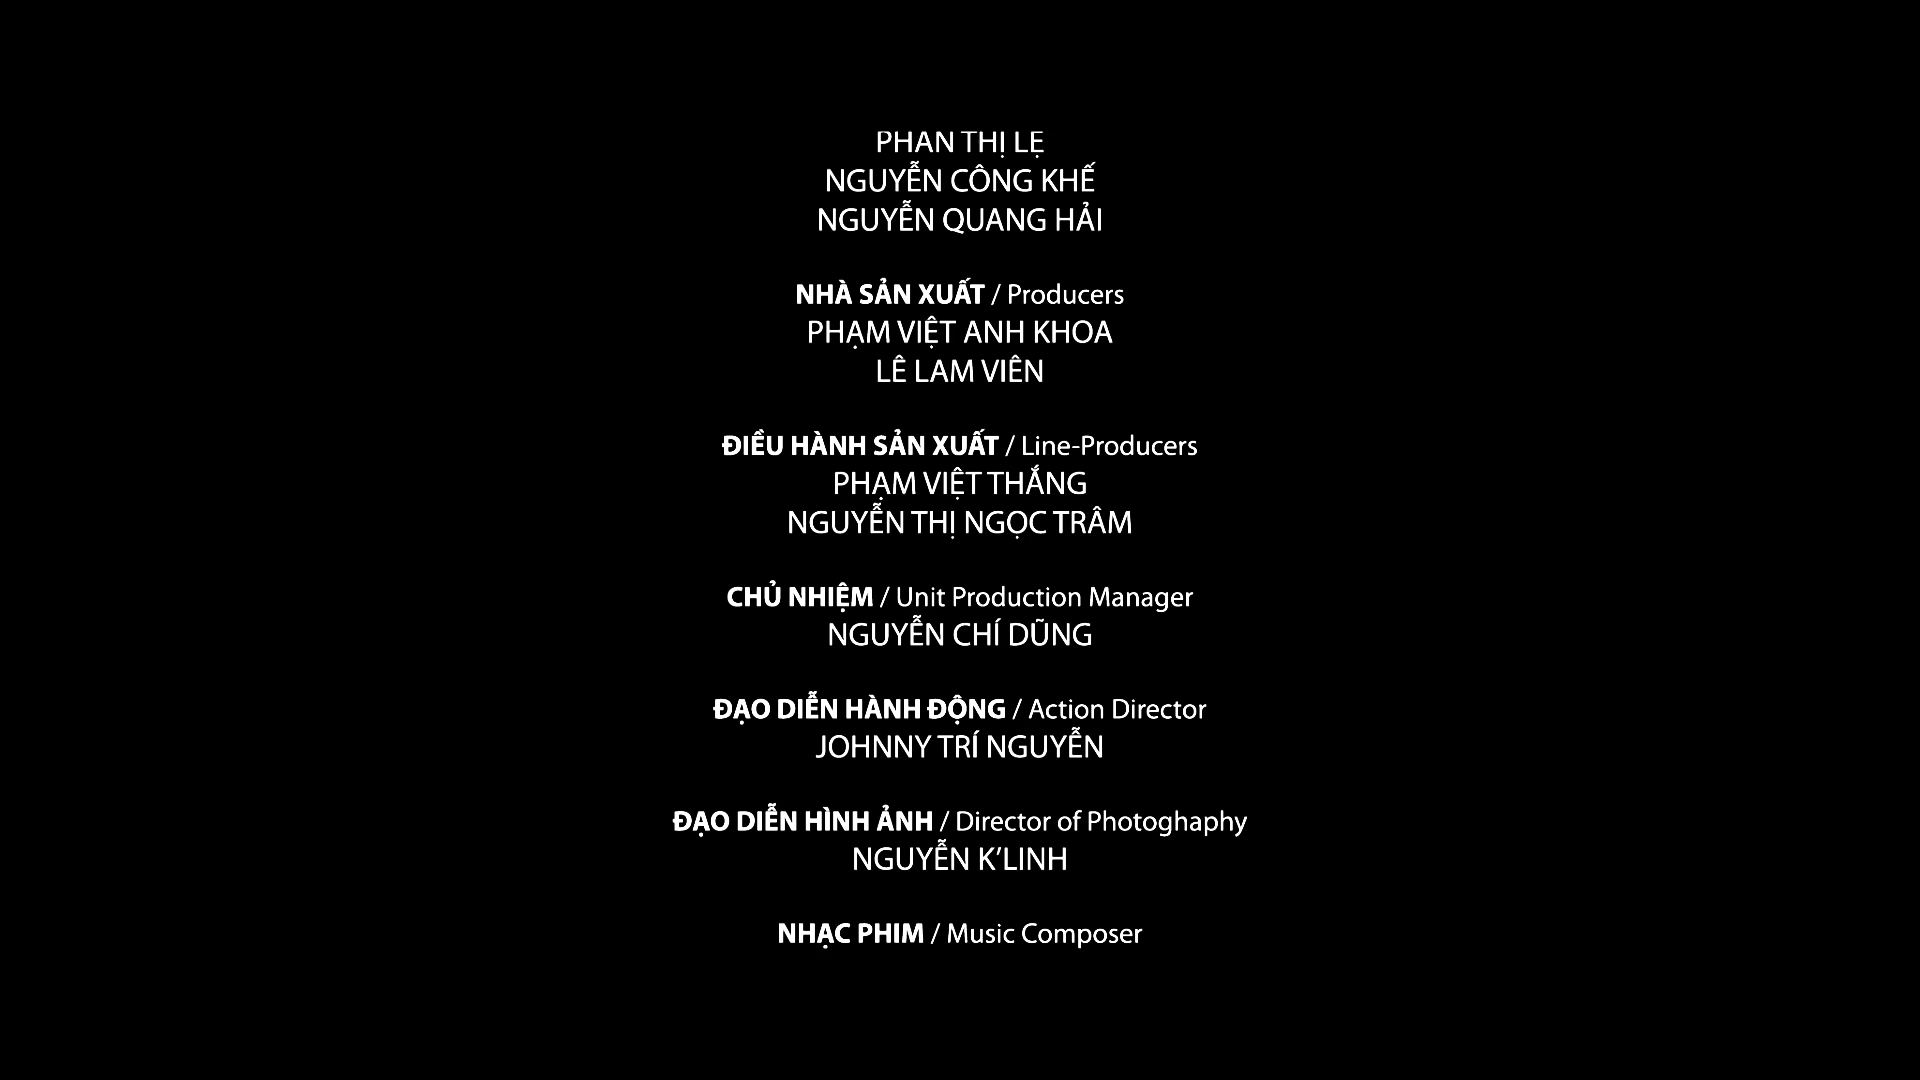 PHAN THỊ LỆ
NGUYỄN CÔNG KHẾ
NGUYỄN QUANG HẢI
NHÀ SẢN XUẤT / Producers
PHẠM VIỆT ANH KHOA
LÊ LAM VIÊN
ĐIỀU HÀNH SẢN XUẤT / Line-Producers
PHẠM VIỆT THẮNG
NGUYỄN THỊ NGỌC TRÂM
CHỦ NHIỆM / Unit Production Manager
NGUYỄN CHÍ DŨNG
ĐẠO DIỄN HÀNH ĐỘNG / Action Director
JOHNNY TRÍ NGUYỄN
ĐẠO DIỄN HÌNH ẢNH / Director of Photoghaphy
NGUYỄN K’LINH
NHẠC PHIM / Music Composer